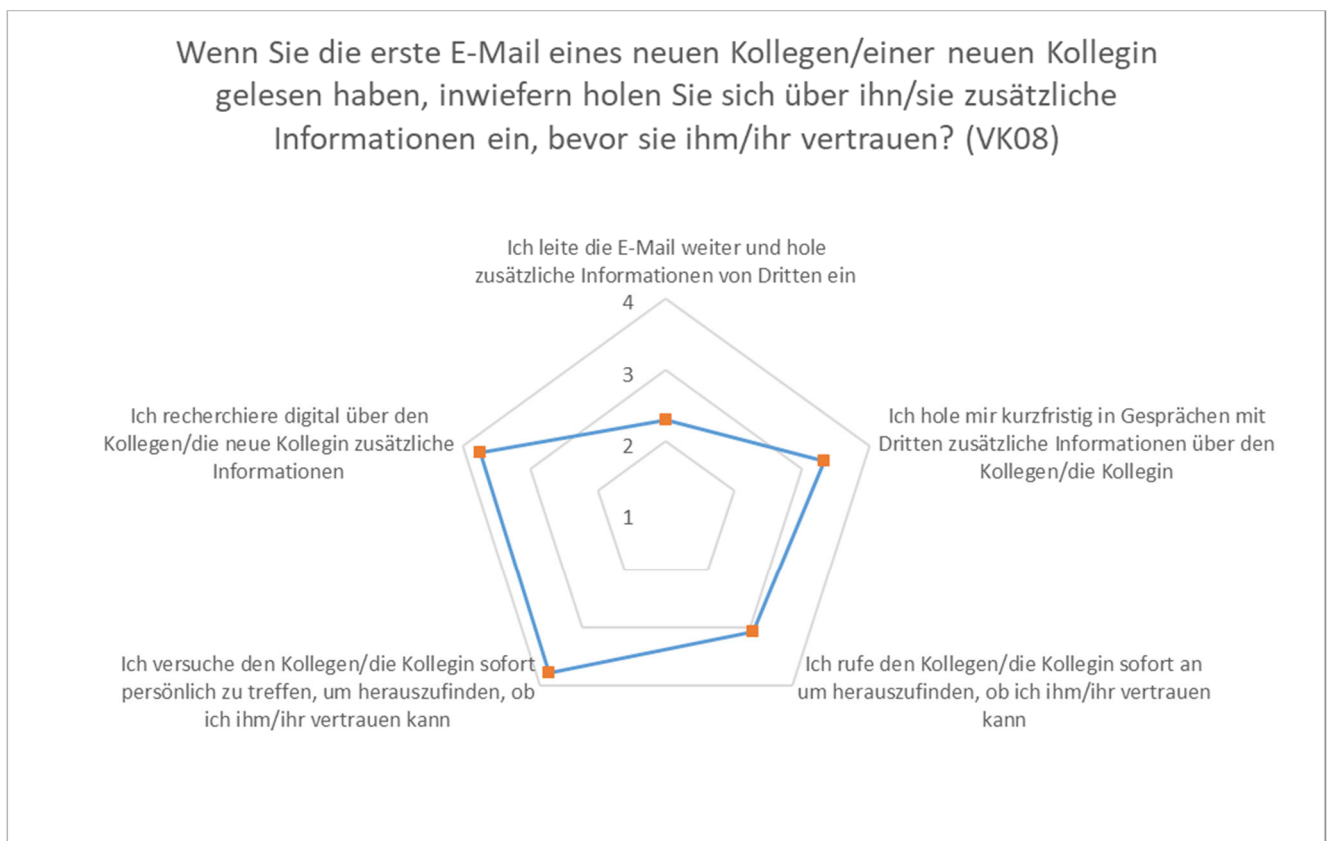 Wenn Sie die erste E-Mail eines neuen Kollegen/einer neuen Kollegin
gelesen haben, inwiefern holen Sie sich über ihn/sie zusätzliche
Informationen ein, bevor sie ihm/ihr vertrauen? (VK08)
Ich leite die E-Mail weiter und hole
zusätzliche Informationen von Dritten ein
4
3
2
1
Ich hole mir kurzfristig in Gesprächen mit
Dritten zusätzliche Informationen über den
Kollegen/die Kollegin
Ich rufe den Kollegen/die Kollegin sofort an
um herauszufinden, ob ich ihm/ihr vertrauen
kann
Ich versuche den Kollegen/die Kollegin sofort
persönlich zu treffen, um herauszufinden, ob
ich ihm/ihr vertrauen kann
Ich recherchiere digital über den
Kollegen/die neue Kollegin zusätzliche
Informationen